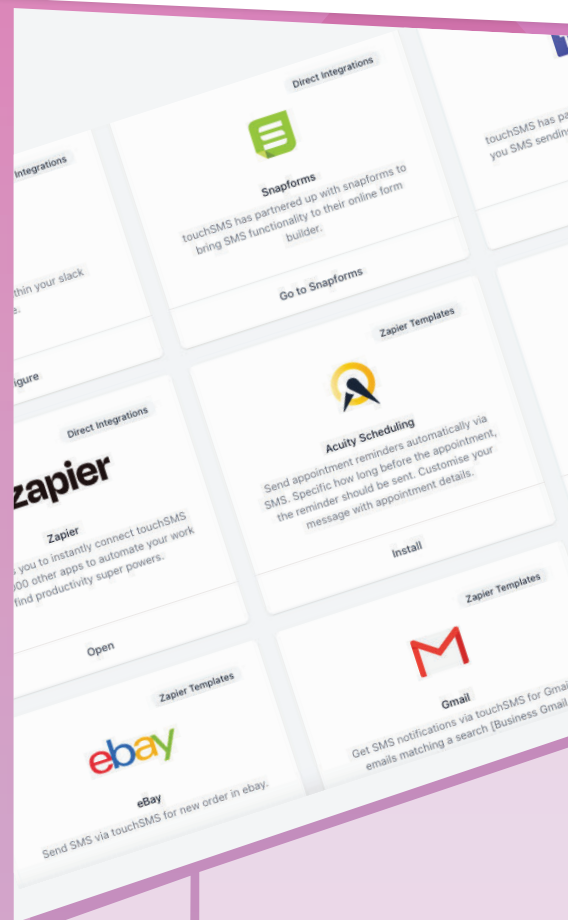 Integrations
thin your slack
e.
igure
Direct Integrations
Snapforms
touchSMS has partnered up with snapforms to
bring SMS functionality to their online form
builder.
Go to Snapforms
touchSMS has pa
you SMS sending
Direct Integrations
zapier
Zapier
s you to instantly connect touchSMS
00 other apps to automate your work
find productivity super powers.
Open
Zapier Templates
Acuity Scheduling
Send appointment reminders automatically via
SMS. Specific how long before the appointment,
the reminder should be sent. Customise your
message with appointment details.
Install
Zapier Templates
ebay
eBay
Send SMS via touchSMS for new order in ebay.
Zapier Templates
Gmail
Get SMS notifications via touchSMS for Gmai
emails matching a search [Business Gmail